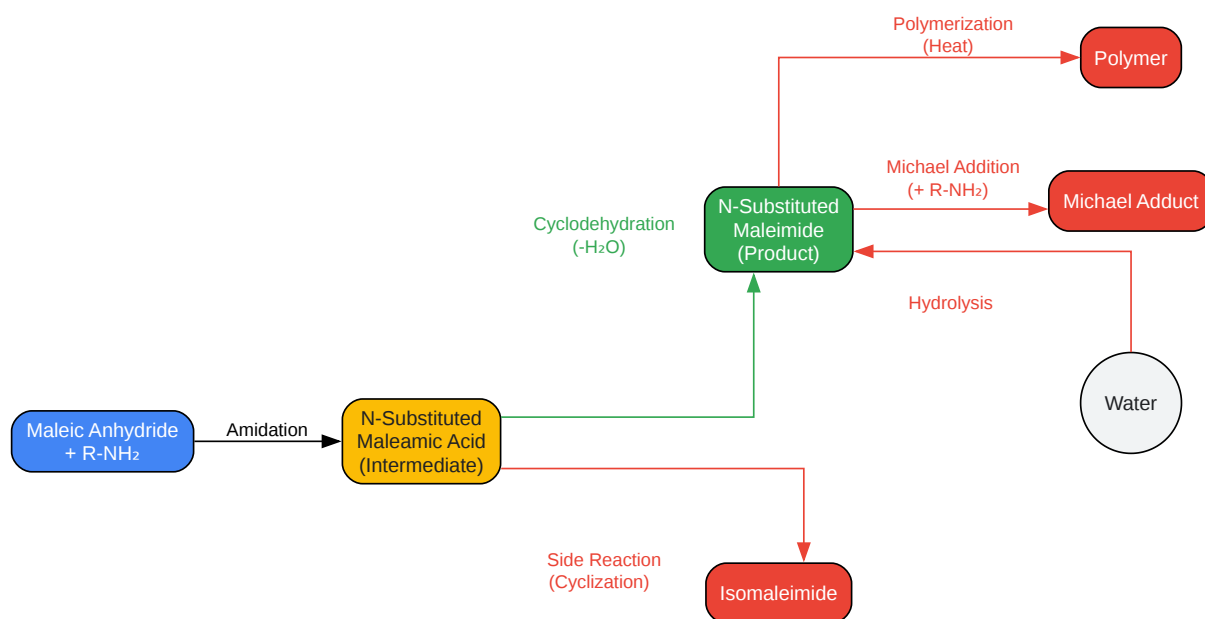 Polymerization
(Heat)
Polymer
Michael Addition
(+ R-NH₂)
N-Substituted
Maleimide
(Product)
Michael Adduct
Cyclodehydration
(-H₂O)
Hydrolysis
Water
Maleic Anhydride
+ R-NH₂
Amidation
N-Substituted
Maleamic Acid
(Intermediate)
Side Reaction
(Cyclization)
Isomaleimide